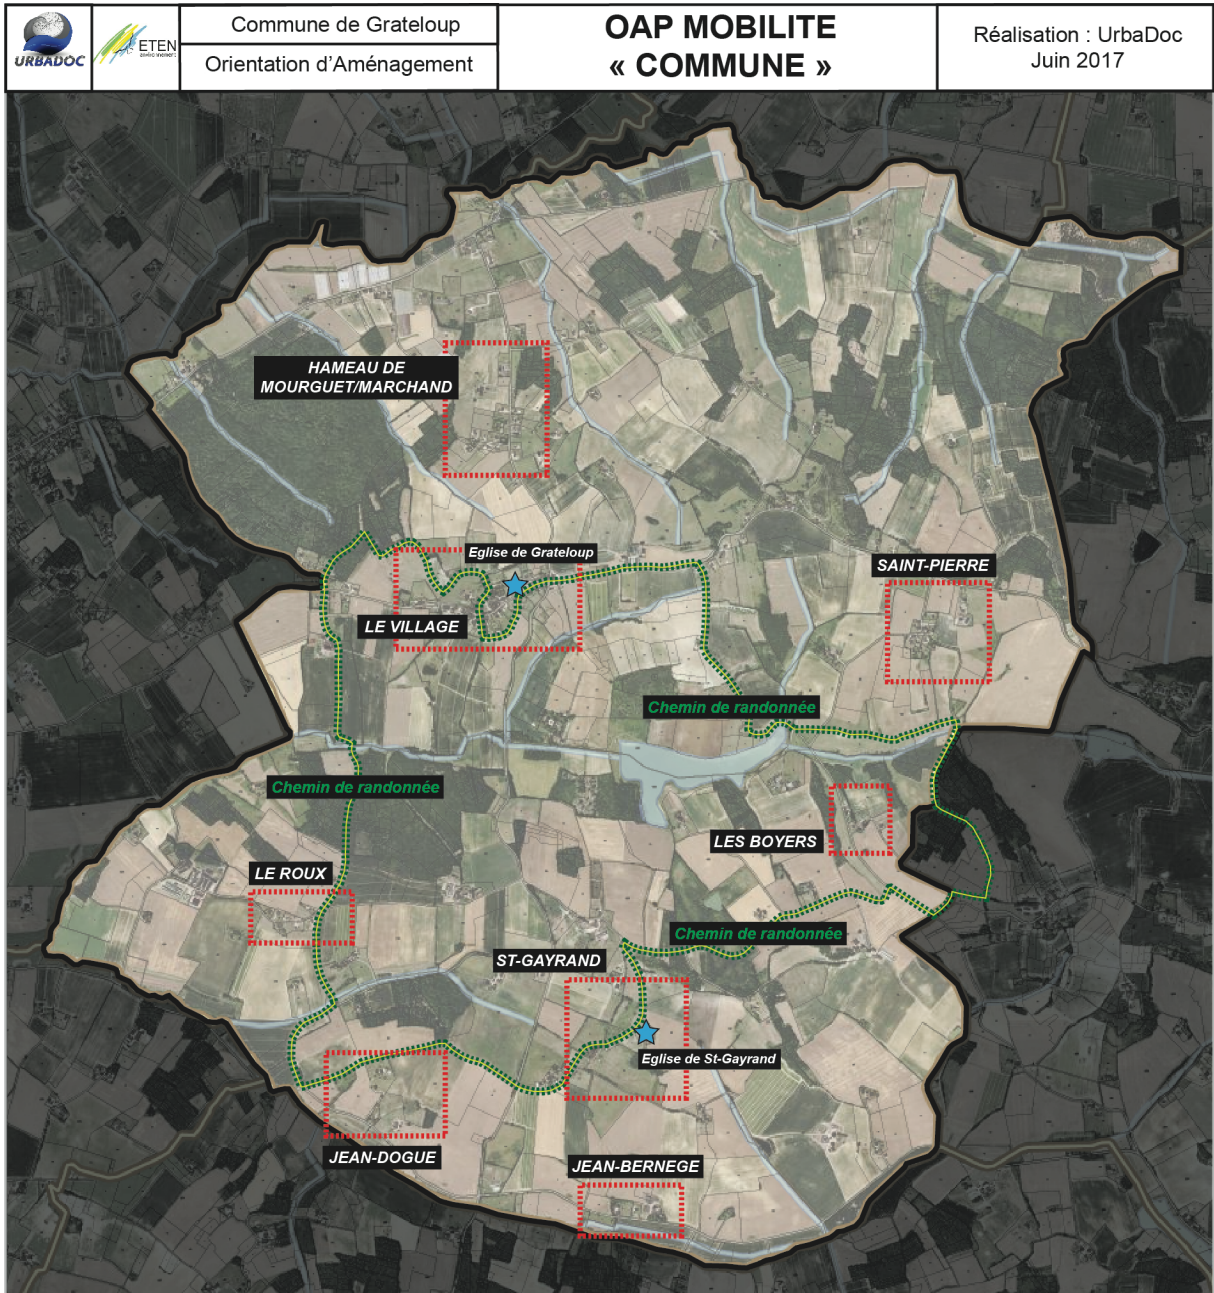 URBADOC
ETEN
environnement
Commune de Grateloup
Orientation d'Aménagement
OAP MOBILITE
« COMMUNE »
Réalisation : UrbaDoc
Juin 2017
HAMEAU DE
MOURGUET/MARCHAND
Eglise de Grateloup
SAINT-PIERRE
LE VILLAGE
Chemin de randonnée
Chemin de randonnée
LES BOYERS
LE ROUX
Chemin de randonnée
ST-GAYRAND
Eglise de St-Gayrand
JEAN-DOGUE
JEAN-BERNEGE